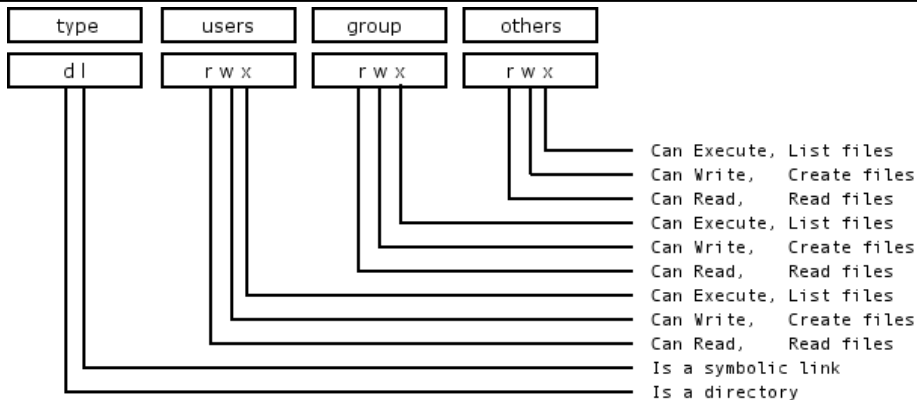 type users group others
d l r w x r w x r w x
Can Execute, List files
Can Write, Create files
Can Read, Read files
Can Execute, List files
Can Write, Create files
Can Read, Read files
Can Execute, List files
Can Write, Create files
Can Read, Read files
Is a symbolic link
Is a directory